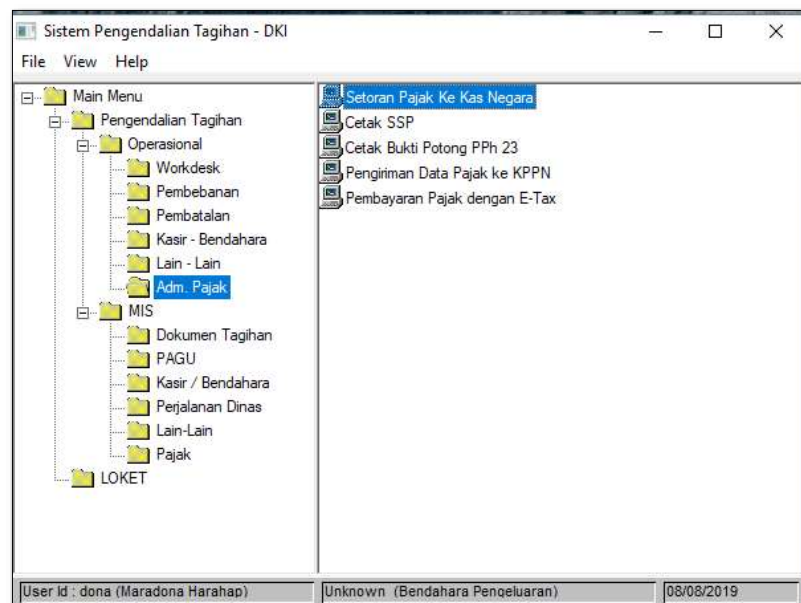 Sistem Pengendalian Tagihan - DKI
File View Help
Main Menu
Pengendalian Tagihan
Operasional
Workdesk
Pembebanan
Pembatalan
Kasir - Bendahara
Lain - Lain
Adm. Pajak
MIS
Dokumen Tagihan
PAGU
Kasir / Bendahara
Perjalanan Dinas
Lain-Lain
Pajak
LOKET
Setoran Pajak Ke Kas Negara
Cetak SSP
Cetak Bukti Potong PPh 23
Pengiriman Data Pajak ke KPPN
Pembayaran Pajak dengan E-Tax
User Id : dona (Maradona Harahap)
Unknown (Bendahara Pengeluaran)
08/08/2019